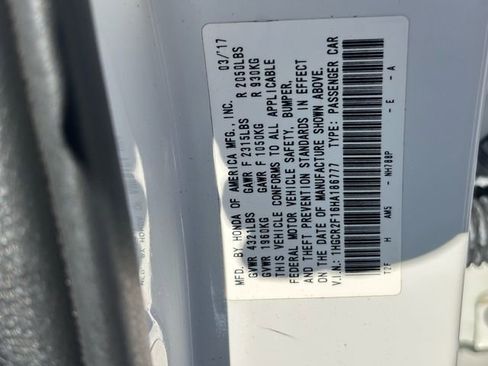 MFD. BY HONDA OF AMERICA MFG., INC. 03/17
GVWR 4321LBS GAWR F 2315LBS R 2050LBS
GVWR 1960KG GAWR F 1050KG R 930KG
THIS VEHICLE CONFORMS TO ALL APPLICABLE
FEDERAL MOTOR VEHICLE SAFETY, BUMPER,
AND THEFT PREVENTION STANDARDS IN EFFECT
ON THE DATE OF MANUFACTURE SHOWN ABOVE.
V.I.N.: 1HGCR2F16HA186777 TYPE: PASSENGER CAR
T2F H AM5 - NH788P - E - A